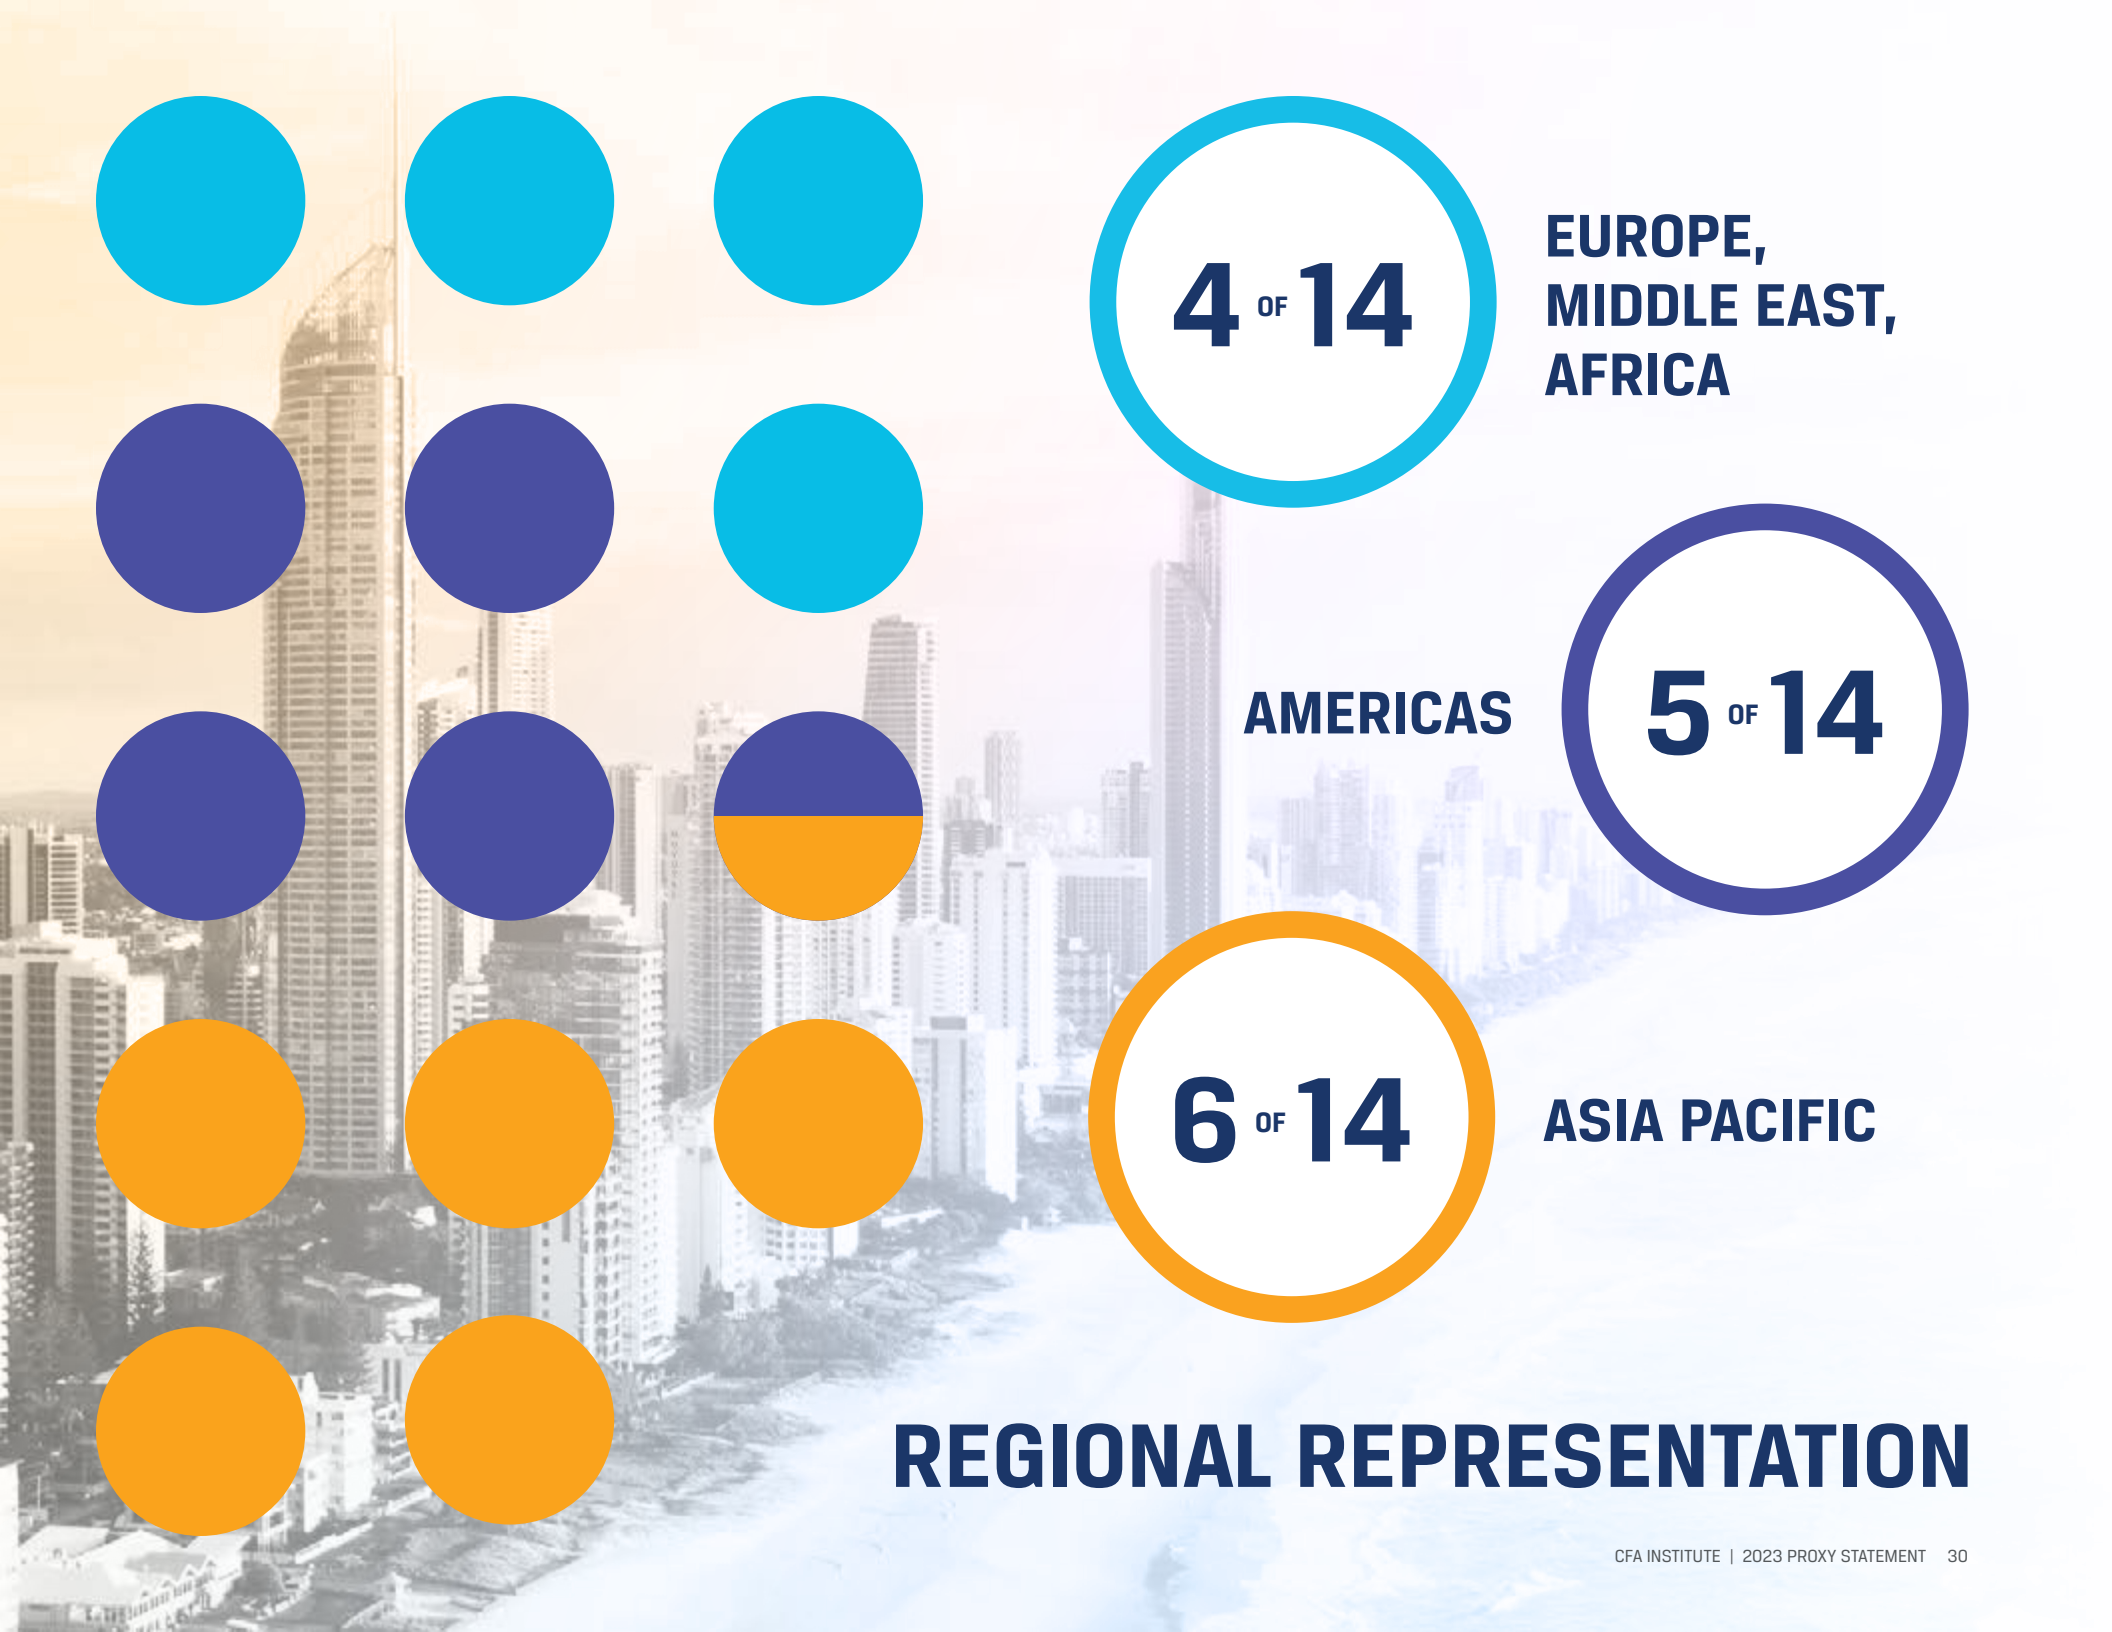 4 OF 14
EUROPE,
MIDDLE EAST,
AFRICA
AMERICAS
5 OF 14
6 OF 14
ASIA PACIFIC
REGIONAL REPRESENTATION
CFA INSTITUTE | 2023 PROXY STATEMENT 30